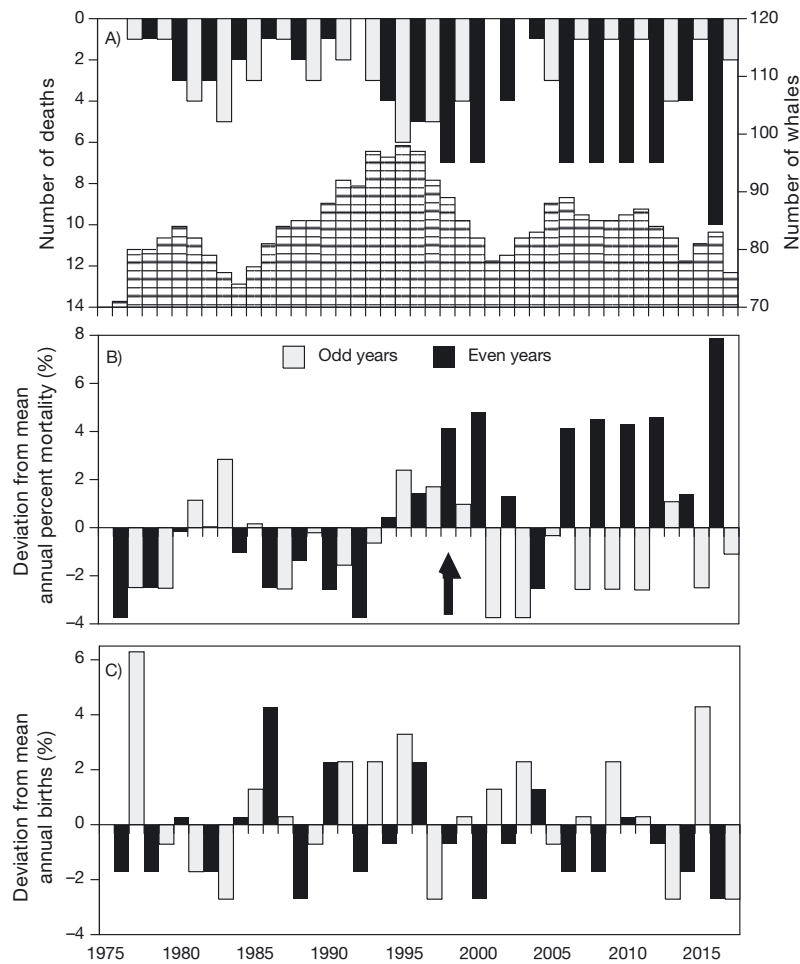 A)
0
2
4
6
8
10
12
14
Number of deaths
120
110
100
90
80
70
Number of whales
B)
Odd years
Even years
8
6
4
2
0
−2
−4
Deviation from mean
annual percent mortality (%)
C)
6
4
2
0
−2
−4
Deviation from mean
annual births (%)
1975 1980 1985 1990 1995 2000 2005 2010 2015